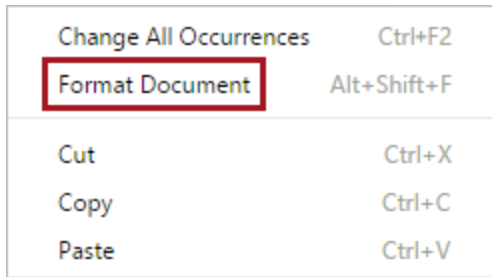 Change All Occurrences Ctrl+F2
Format Document Alt+Shift+F
Cut Ctrl+X
Copy Ctrl+C
Paste Ctrl+V